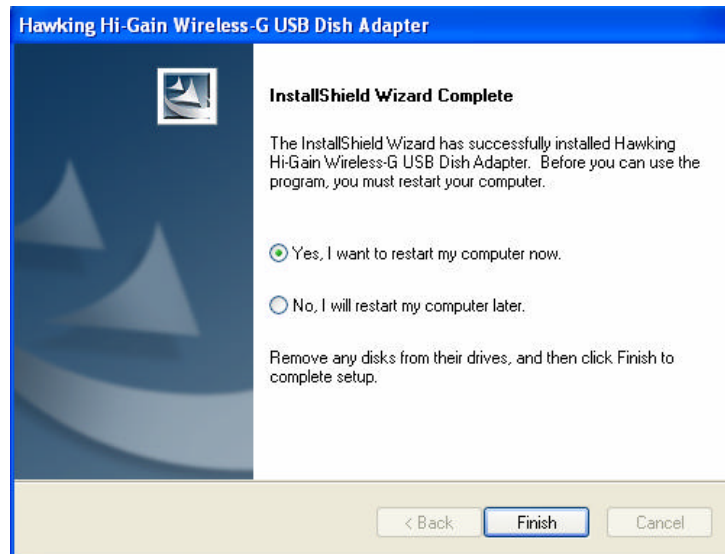 Hawking Hi-Gain Wireless-G USB Dish Adapter
InstallShield Wizard Complete
The InstallShield Wizard has successfully installed Hawking
Hi-Gain Wireless-G USB Dish Adapter. Before you can use the
program, you must restart your computer.
Yes, I want to restart my computer now.
No, I will restart my computer later.
Remove any disks from their drives, and then click Finish to
complete setup.
< Back Finish Cancel